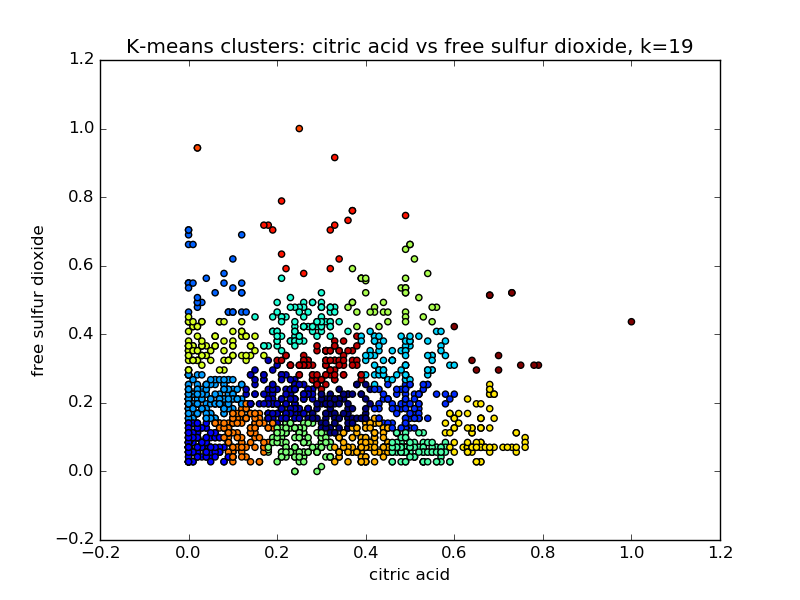 K-means clusters: citric acid vs free sulfur dioxide, k=19
1.2
1.0
0.8
0.6
0.4
0.2
0.0
−0.2
free sulfur dioxide
−0.2 0.0 0.2 0.4 0.6 0.8 1.0 1.2
citric acid